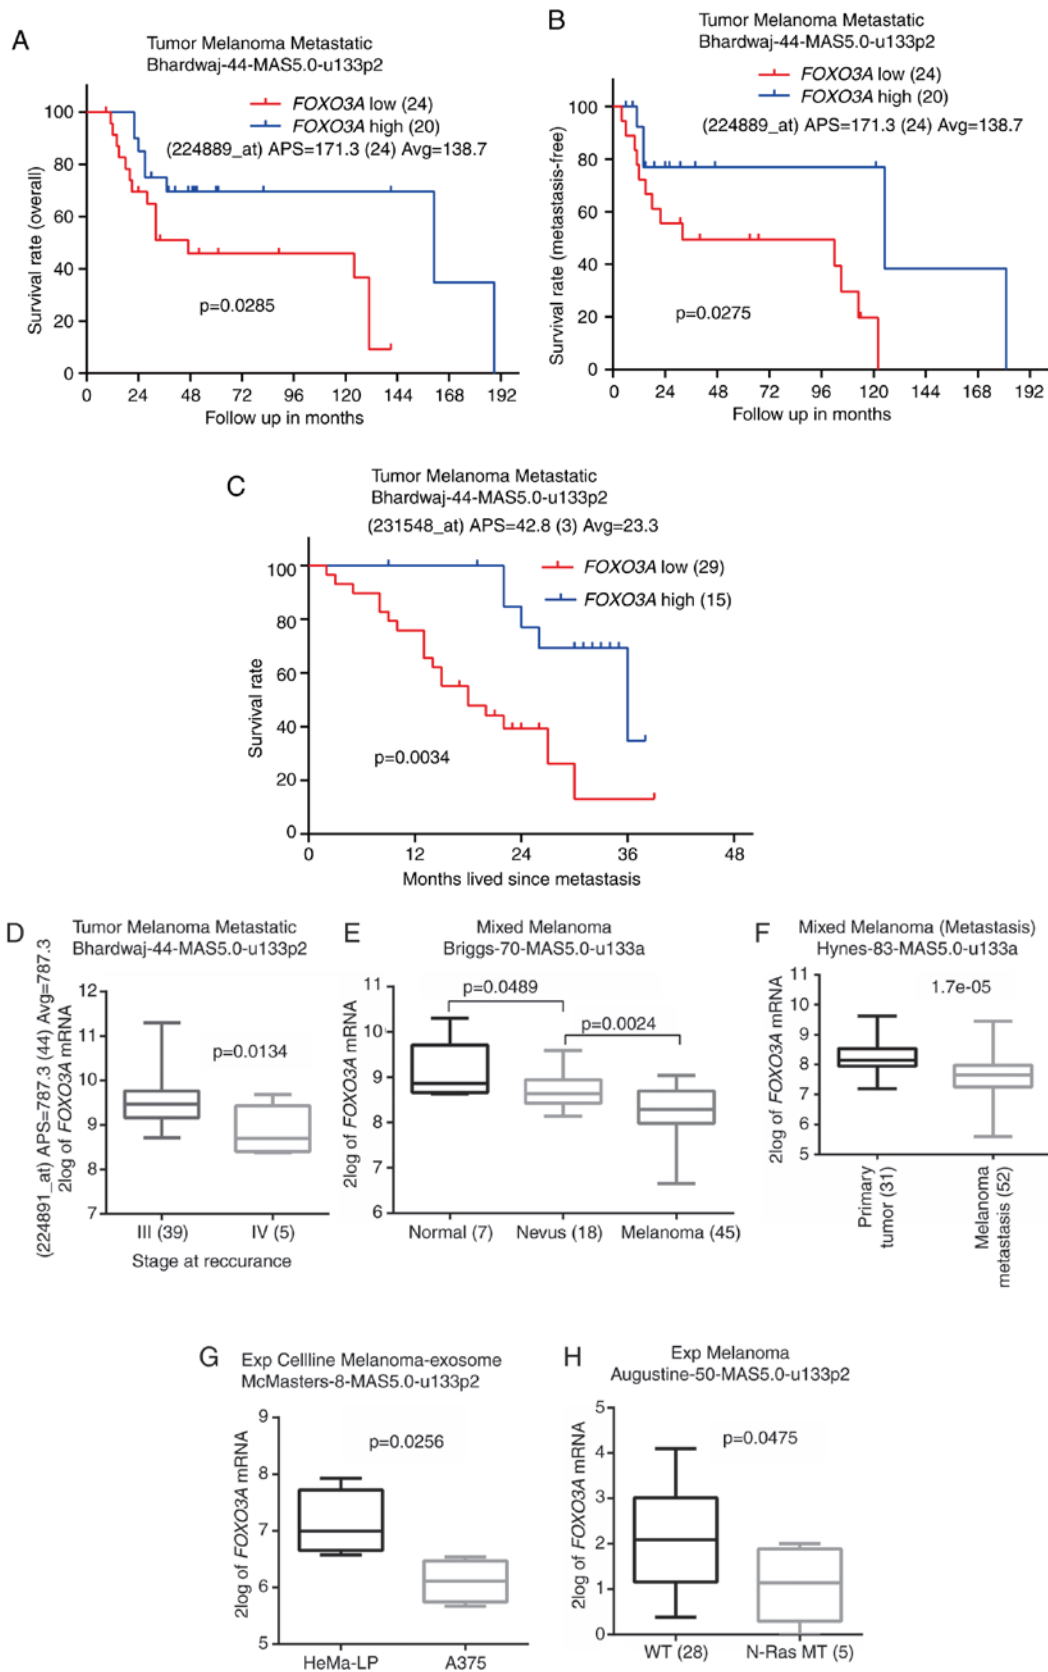 A
Tumor Melanoma Metastatic
Bhardwaj-44-MAS5.0-u133p2
FOXO3A low (24)
FOXO3A high (20)
(224889_at) APS=171.3 (24) Avg=138.7
Survival rate (overall)
100
80
60
40
20
0
p=0.0285
0 24 48 72 96 120 144 168 192
Follow up in months
B
Tumor Melanoma Metastatic
Bhardwaj-44-MAS5.0-u133p2
FOXO3A low (24)
FOXO3A high (20)
(224889_at) APS=171.3 (24) Avg=138.7
Survival rate (metastasis-free)
100
80
60
40
20
0
p=0.0275
0 24 48 72 96 120 144 168 192
Follow up in months
C
Tumor Melanoma Metastatic
Bhardwaj-44-MAS5.0-u133p2
(231548_at) APS=42.8 (3) Avg=23.3
FOXO3A low (29)
FOXO3A high (15)
Survival rate
100
80
60
40
20
0
p=0.0034
0 12 24 36 48
Months lived since metastasis
D
Tumor Melanoma Metastatic
Bhardwaj-44-MAS5.0-u133p2
(224891_at) APS=787.3 (44) Avg=787.3
2log of FOXO3A mRNA
12
11
10
9
8
7
p=0.0134
III (39) IV (5)
Stage at reccurance
E
Mixed Melanoma
Briggs-70-MAS5.0-u133a
2log of FOXO3A mRNA
11
10
9
8
7
6
p=0.0489
p=0.0024
Normal (7) Nevus (18) Melanoma (45)
F
Mixed Melanoma (Metastasis)
Hynes-83-MAS5.0-u133a
2log of FOXO3A mRNA
11
10
9
8
7
6
5
4
1.7e-05
Primary
tumor (31)
Melanoma
metastasis (52)
G
Exp Cellline Melanoma-exosome
McMasters-8-MAS5.0-u133p2
2log of FOXO3A mRNA
9
8
7
6
5
p=0.0256
HeMa-LP A375
H
Exp Melanoma
Augustine-50-MAS5.0-u133p2
2log of FOXO3A mRNA
5
4
3
2
1
0
p=0.0475
WT (28) N-Ras MT (5)